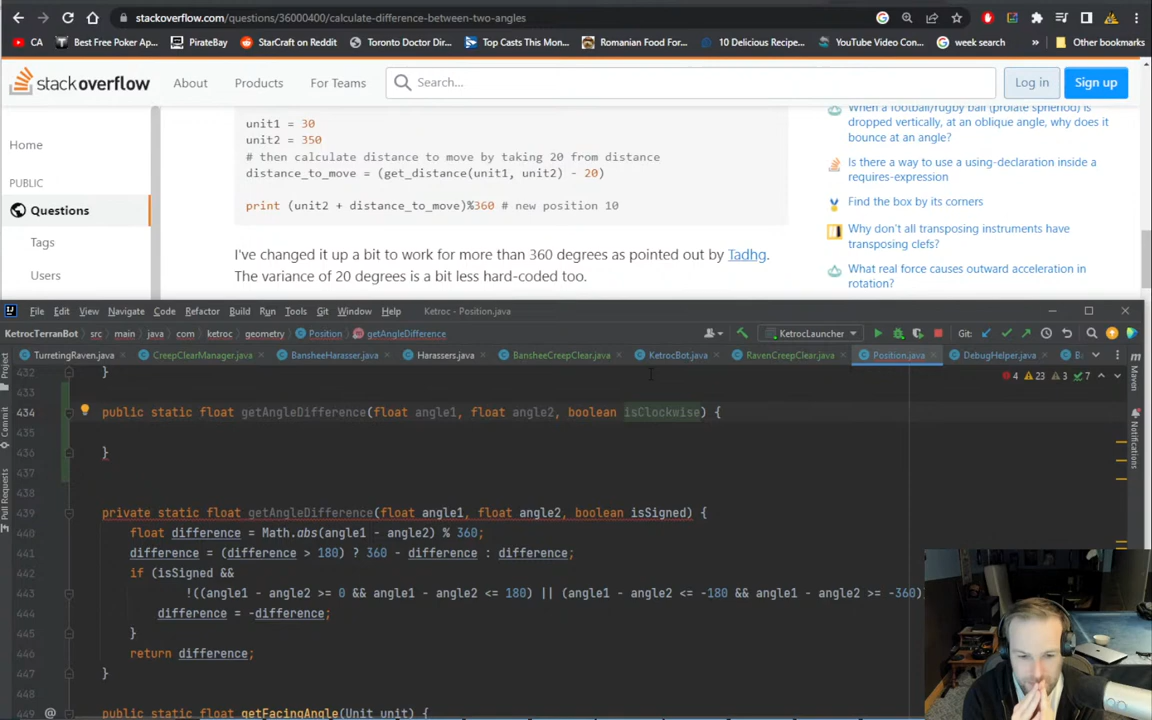 stackoverflow.com/questions/36000400/calculate-difference-between-two-angles
CA
Best Free Poker Ap...
PirateBay
StarCraft on Reddit
Toronto Doctor Dir...
Top Casts This Mon...
Romanian Food For...
10 Delicious Recipe...
YouTube Video Con...
week search
»
Other bookmarks
stackoverflow
About
Products
For Teams
Search...
Log in
Sign up
Home
PUBLIC
Questions
Tags
Users
unit1 = 30
unit2 = 350
# then calculate distance to move by taking 20 from distance
distance_to_move = (get_distance(unit1, unit2) - 20)
print (unit2 + distance_to_move)%360 # new position 10
I've changed it up a bit to work for more than 360 degrees as pointed out by Tadhg.
The variance of 20 degrees is a bit less hard-coded too.
When a football/rugby ball (prolate spheriod) is
dropped vertically, at an oblique angle, why does it
bounce at an angle?
Is there a way to use a using-declaration inside a
requires-expression
Find the box by its corners
Why don't all transposing instruments have
transposing clefs?
What real force causes outward acceleration in
rotation?
File Edit View Navigate Code Refactor Build Run Tools Git Window Help Ketroc - Position.java
KetrocTerranBot src main java com ketroc geometry Position getAngleDifference
KetrocLauncher
Git:
TurretingRaven.java
CreepClearManager.java
BansheeHarasser.java
Harassers.java
BansheeCreepClear.java
KetrocBot.java
RavenCreepClear.java
Position.java
DebugHelper.java
4 23 3 7
Project
Commit
Pull Requests
Maven
Notifications
432 }
433
434 public static float getAngleDifference(float angle1, float angle2, boolean isClockwise) {
435
436 }
437
438
439 private static float getAngleDifference(float angle1, float angle2, boolean isSigned) {
440 float difference = Math.abs(angle1 - angle2) % 360;
441 difference = (difference > 180) ? 360 - difference : difference;
442 if (isSigned &&
443 !((angle1 - angle2 >= 0 && angle1 - angle2 <= 180) || (angle1 - angle2 <= -180 && angle1 - angle2 >= -360)
444 difference = -difference;
445 }
446 return difference;
447 }
448
449 @ public static float getFacingAngle(Unit unit) {